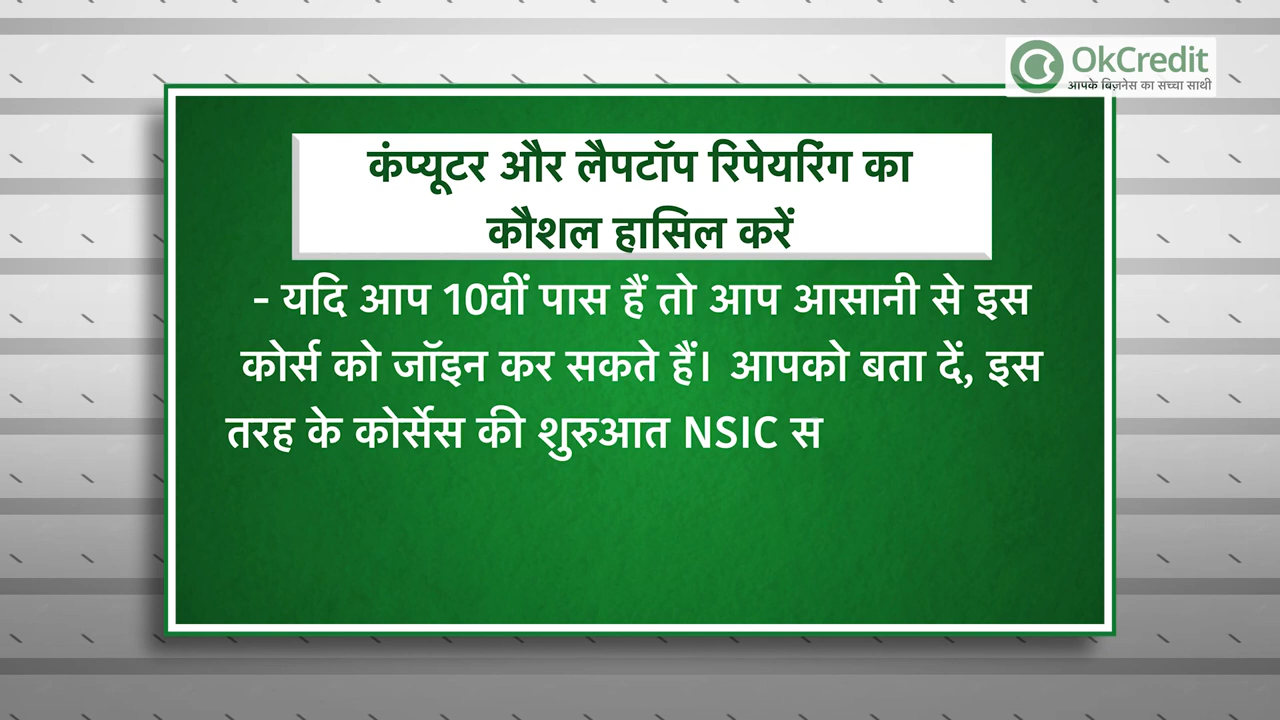 OkCredit
आपके बिज़नेस का सच्चा साथी
कंप्यूटर और लैपटॉप रिपेयरिंग का
कौशल हासिल करें
- यदि आप 10वीं पास हैं तो आप आसानी से इस
कोर्स को जॉइन कर सकते हैं। आपको बता दें, इस
तरह के कोर्सेस की शुरुआत NSIC स